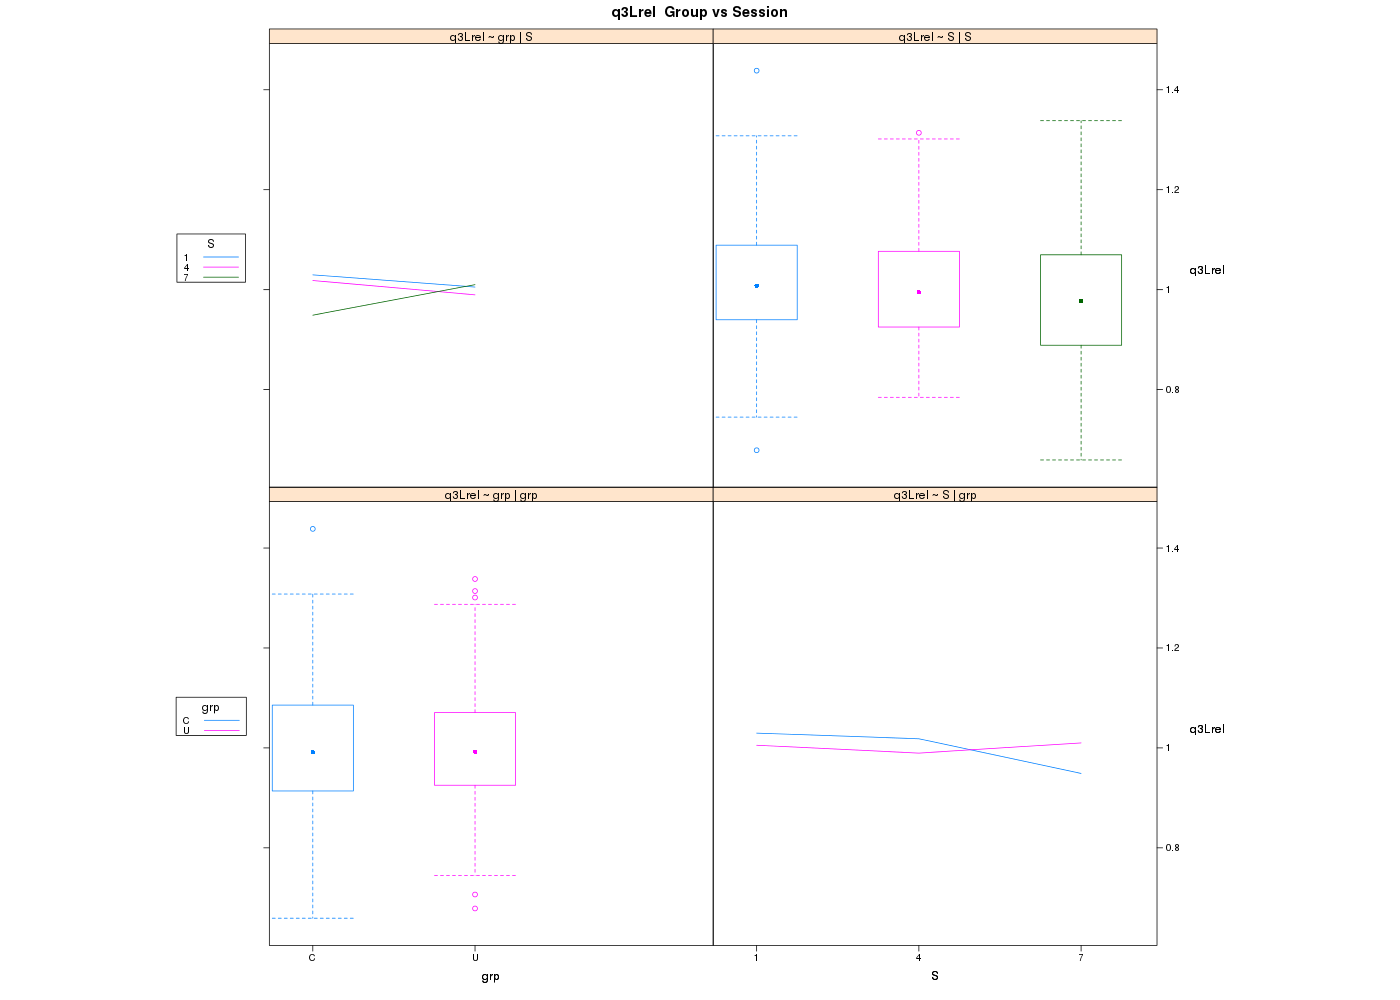 q3Lrel  Group vs Session
q3Lrel ~ grp | S
q3Lrel ~ S | S
1.4
1.2
1
0.8
q3Lrel
S
1
4
7
q3Lrel ~ grp | grp
q3Lrel ~ S | grp
1.4
1.2
1
0.8
q3Lrel
grp
C
U
C
U
grp
1
4
7
S